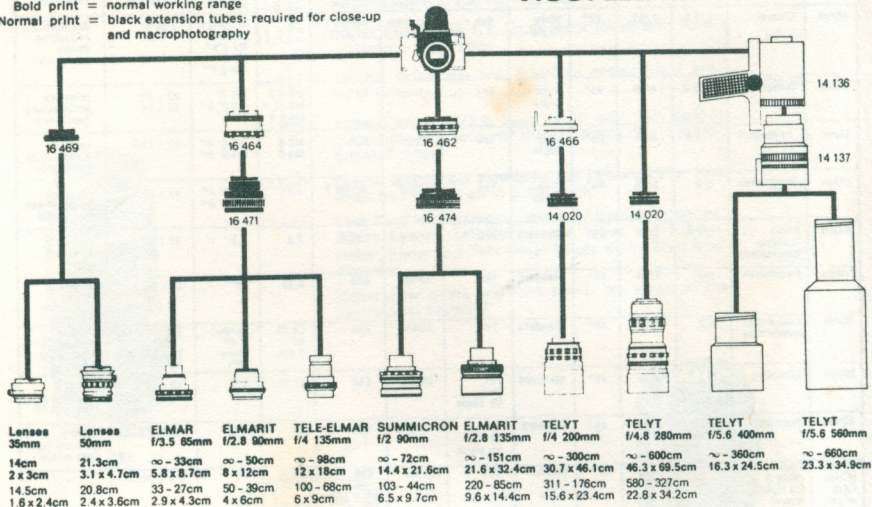 Bold print = normal working range
Normal print = black extension tubes: required for close-up
and macrophotography
14 136
16 469
16 464
16 462
16 466
14 137
16 471
16 474
14 020
14 020
Lenses 35mm
14cm
2 x 3cm
14.5cm
1.6 x 2.4cm
Lenses 50mm
21.3cm
3.1 x 4.7cm
20.8cm
2.4 x 3.6cm
ELMAR
f/3.5 65mm
∞ – 33cm
5.8 x 8.7cm
33 – 27cm
2.9 x 4.3cm
ELMARIT
f/2.8 90mm
∞ – 50cm
8 x 12cm
50 – 39cm
4 x 6cm
TELE-ELMAR
f/4 135mm
∞ – 98cm
12 x 18cm
100 – 68cm
6 x 9cm
SUMMICRON
f/2 90mm
∞ – 72cm
14.4 x 21.6cm
103 – 44cm
6.5 x 9.7cm
ELMARIT
f/2.8 135mm
∞ – 151cm
21.6 x 32.4cm
220 – 85cm
9.6 x 14.4cm
TELYT
f/4 200mm
∞ – 300cm
30.7 x 46.1cm
311 – 176cm
15.6 x 23.4cm
TELYT
f/4.8 280mm
∞ – 600cm
46.3 x 69.5cm
580 – 327cm
22.8 x 34.2cm
TELYT
f/5.6 400mm
∞ – 360cm
16.3 x 24.5cm
TELYT
f/5.6 560mm
∞ – 660cm
23.3 x 34.9cm